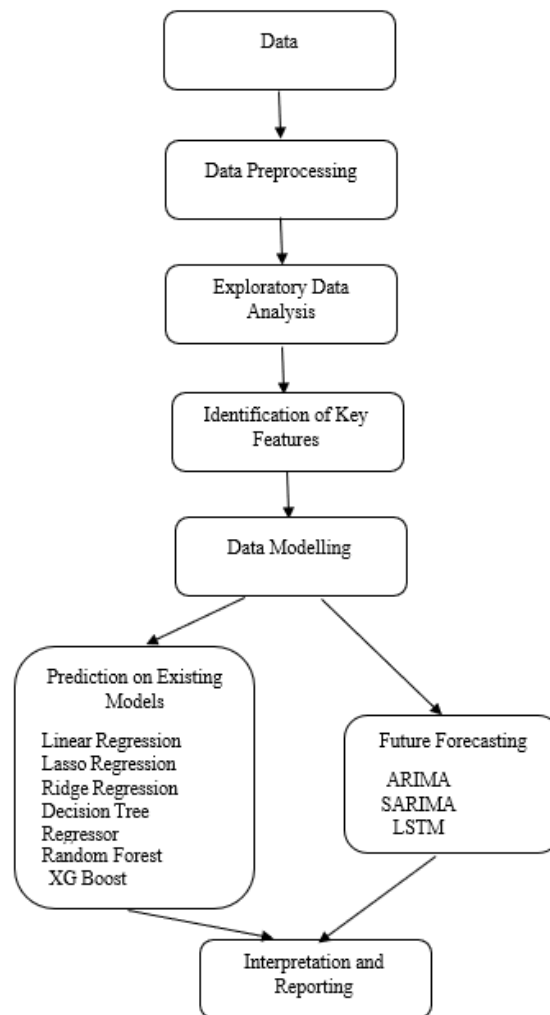 Data
Data Preprocessing
Exploratory Data
Analysis
Identification of Key
Features
Data Modelling
Prediction on Existing
Models
Linear Regression
Lasso Regression
Ridge Regression
Decision Tree
Regressor
Random Forest
XG Boost
Future Forecasting
ARIMA
SARIMA
LSTM
Interpretation and
Reporting